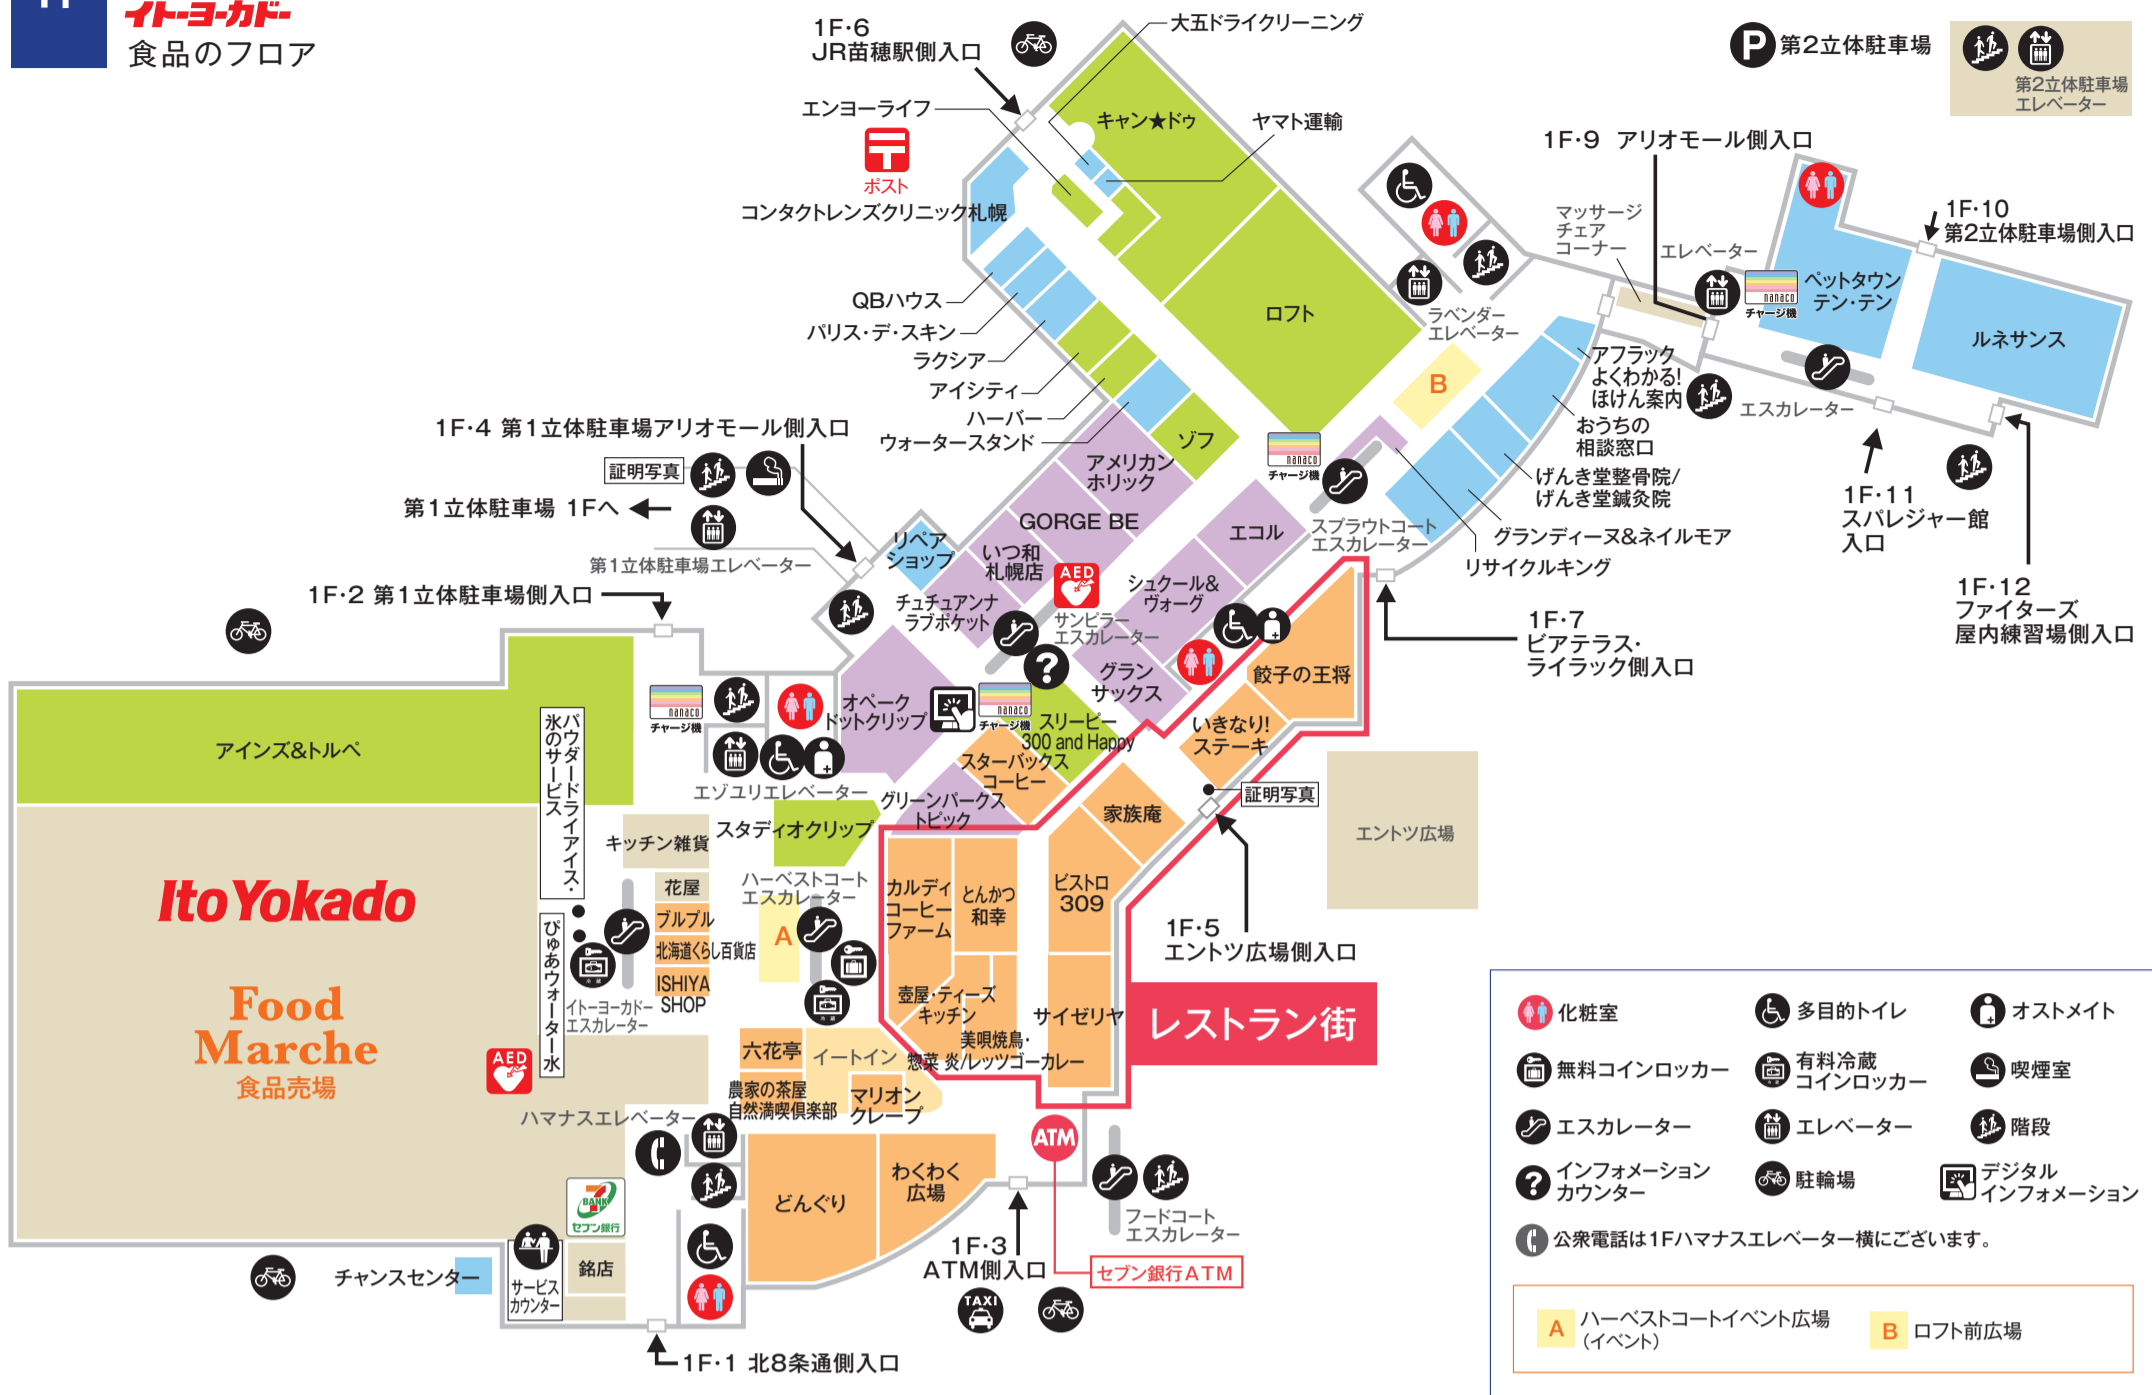 イトーヨーカドー
食品のフロア
1F・6
JR苗穂駅側入口
大五ドライクリーニング
エンヨーライフ
キャン★ドゥ
ヤマト運輸
ポスト
コンタクトレンズクリニック札幌
P 第2立体駐車場
第2立体駐車場
エレベーター
1F・9 アリオモール側入口
マッサージ
チェア
コーナー
エレベーター
nanaco
チャージ機
ペットタウン
テン・テン
1F・10
第2立体駐車場側入口
ルネサンス
QBハウス
パリス・デ・スキン
ラクシア
アイシティ
ハーバー
ウォータースタンド
ロフト
ラベンダー
エレベーター
B
アフラック
よくわかる!
ほけん案内
エスカレーター
おうちの
相談窓口
げんき堂整骨院/
げんき堂鍼灸院
グランディーヌ&ネイルモア
リサイクルキング
1F・11
スパレジャー館
入口
1F・12
ファイターズ
屋内練習場側入口
1F・4 第1立体駐車場アリオモール側入口
証明写真
第1立体駐車場 1Fへ
第1立体駐車場エレベーター
1F・2 第1立体駐車場側入口
ゾフ
アメリカン
ホリック
GORGE BE
いつ和
札幌店
リペア
ショップ
チュチュアンナ
ラブポケット
AED
サンピラー
エスカレーター
nanaco
チャージ機
スプラウトコート
エスカレーター
エコル
シュクール&
ヴォーグ
グラン
サックス
1F・7
ビアテラス・
ライラック側入口
餃子の王将
いきなり!
ステーキ
オペーク
ドットクリップ
nanaco
チャージ機
スリーピー
300 and Happy
スターバックス
コーヒー
グリーンパークス
トピック
nanaco
チャージ機
エゾユリエレベーター
アインズ&トルペ
パウダードライアイス・
氷のサービス
キッチン雑貨
スタディオクリップ
花屋
ブルプル
北海道くらし百貨店
ISHIYA
SHOP
ハーベストコート
エスカレーター
A
家族庵
証明写真
エントツ広場
1F・5
エントツ広場側入口
カルディ
コーヒー
ファーム
とんかつ
和幸
ビストロ
309
壺屋・ティーズ
キッチン
美唄焼鳥・
惣菜 炎/レッツゴーカレー
サイゼリヤ
レストラン街
Ito Yokado
Food
Marche
食品売場
ぴゅあウォーター水
イトーヨーカドー
エスカレーター
AED
六花亭
イートイン
農家の茶屋
自然満喫倶楽部
マリオン
クレープ
ハマナスエレベーター
どんぐり
わくわく
広場
ATM
フードコート
エスカレーター
1F・3
ATM側入口
セブン銀行ATM
TAXI
BANK
セブン銀行
銘店
サービス
カウンター
チャンスセンター
1F・1 北8条通側入口
化粧室
多目的トイレ
オストメイト
無料コインロッカー
有料冷蔵
コインロッカー
喫煙室
エスカレーター
エレベーター
階段
インフォメーション
カウンター
駐輪場
デジタル
インフォメーション
公衆電話は1Fハマナスエレベーター横にございます。
A ハーベストコートイベント広場
(イベント)
B ロフト前広場